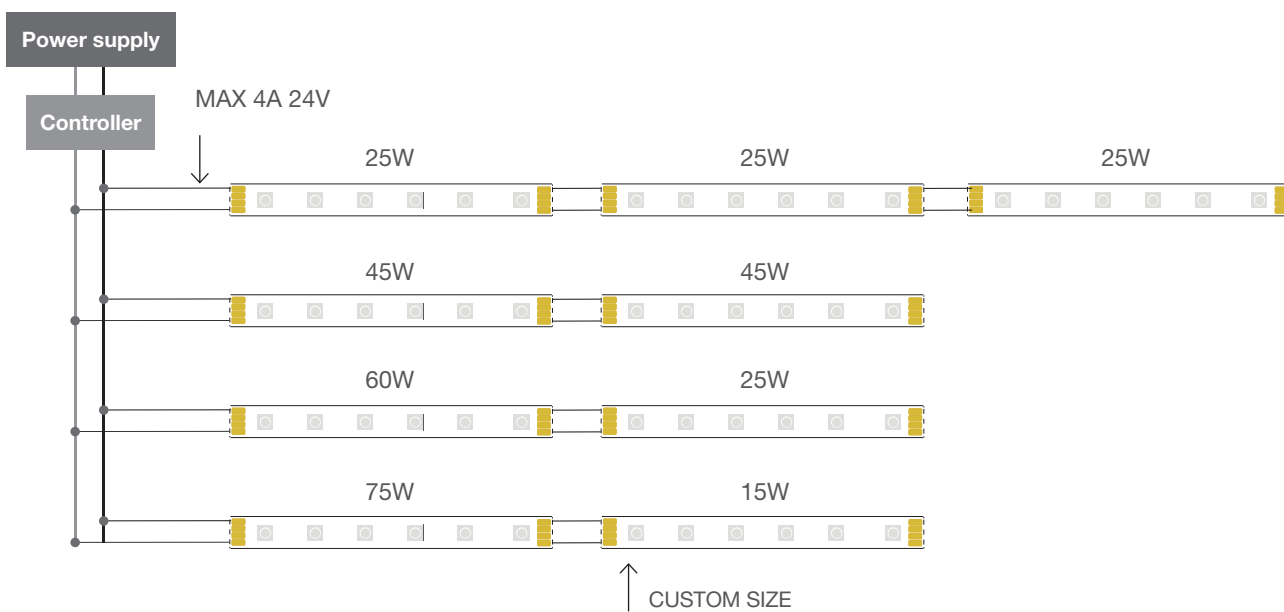 Power supply
Controller
MAX 4A 24V
25W 25W 25W
45W 45W
60W 25W
75W 15W
CUSTOM SIZE